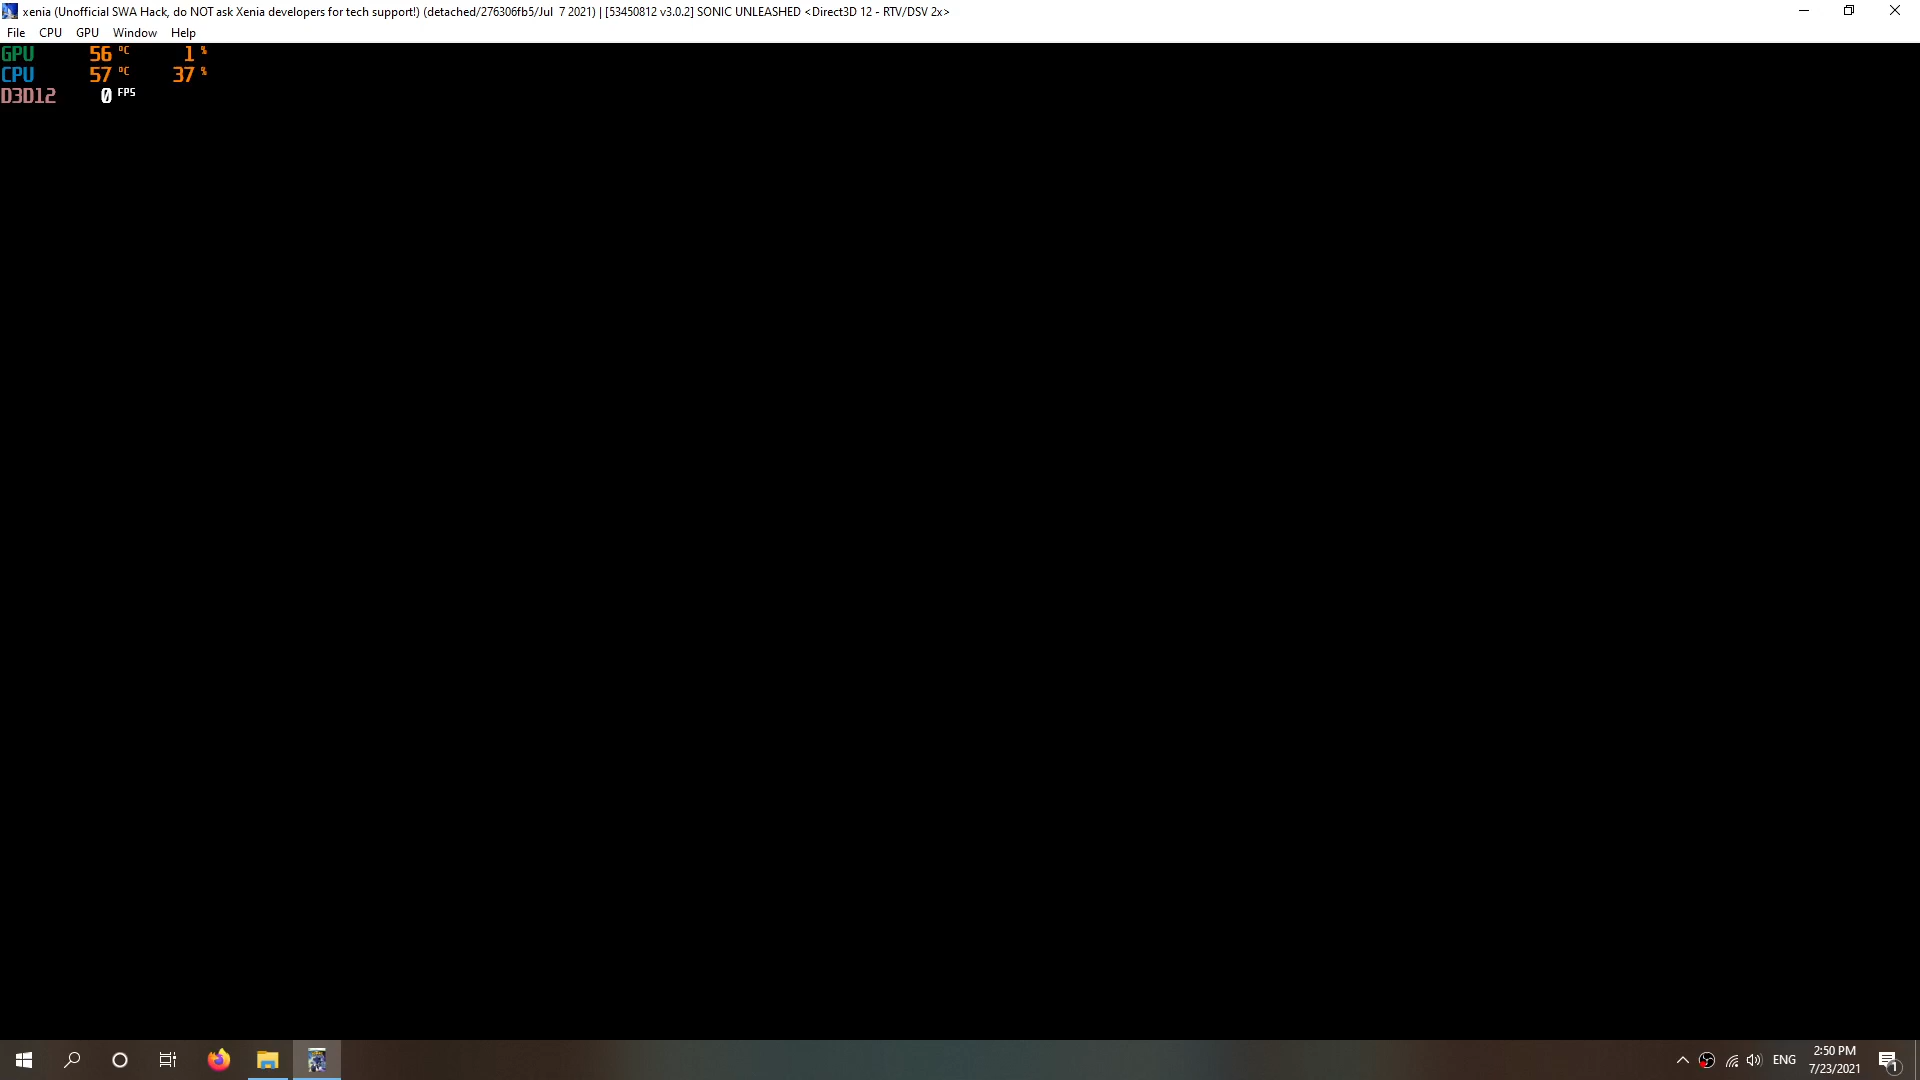 xenia (Unofficial SWA Hack, do NOT ask Xenia developers for tech support!) (detached/276306fb5/Jul  7 2021) | [53450812 v3.0.2] SONIC UNLEASHED <Direct3D 12 - RTV/DSV 2x>
File CPU GPU Window Help
GPU 56 °C 1 %
CPU 57 °C 37 %
D3D12 0 FPS
ENG 2:50 PM
7/23/2021
1